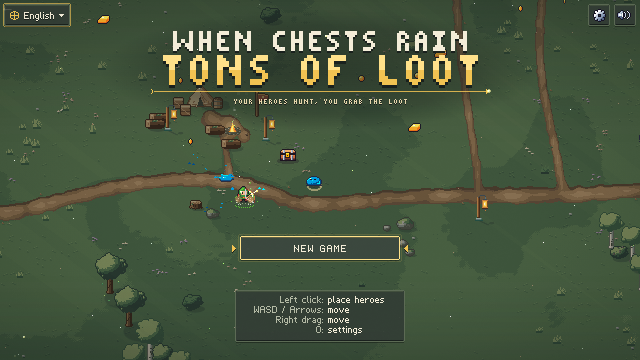 English
WHEN CHESTS RAIN
TONS OF LOOT
YOUR HEROES HUNT, YOU GRAB THE LOOT
NEW GAME
Left click: place heroes
WASD / Arrows: move
Right drag: move
O: settings